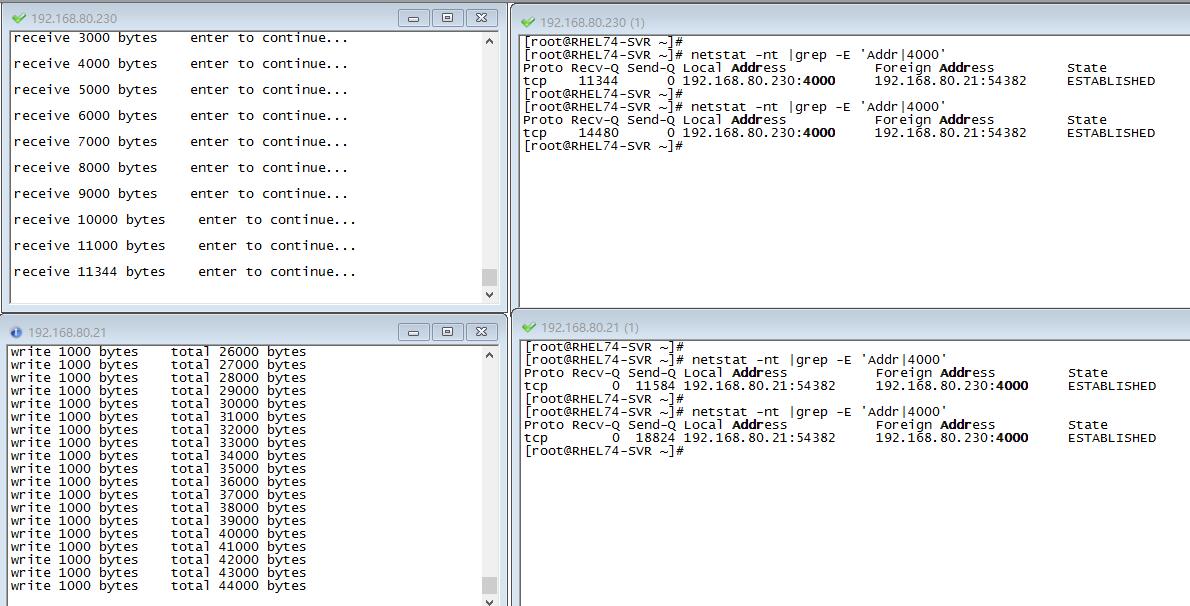 192.168.80.230
receive 3000 bytes    enter to continue...
receive 4000 bytes    enter to continue...
receive 5000 bytes    enter to continue...
receive 6000 bytes    enter to continue...
receive 7000 bytes    enter to continue...
receive 8000 bytes    enter to continue...
receive 9000 bytes    enter to continue...
receive 10000 bytes    enter to continue...
receive 11000 bytes    enter to continue...
receive 11344 bytes    enter to continue...
192.168.80.230 (1)
[root@RHEL74-SVR ~]#
[root@RHEL74-SVR ~]# netstat -nt |grep -E 'Addr|4000'
Proto Recv-Q Send-Q Local Address           Foreign Address         State
tcp    11344      0 192.168.80.230:4000     192.168.80.21:54382     ESTABLISHED
[root@RHEL74-SVR ~]#
[root@RHEL74-SVR ~]# netstat -nt |grep -E 'Addr|4000'
Proto Recv-Q Send-Q Local Address           Foreign Address         State
tcp    14480      0 192.168.80.230:4000     192.168.80.21:54382     ESTABLISHED
[root@RHEL74-SVR ~]#
192.168.80.21
write 1000 bytes    total 26000 bytes
write 1000 bytes    total 27000 bytes
write 1000 bytes    total 28000 bytes
write 1000 bytes    total 29000 bytes
write 1000 bytes    total 30000 bytes
write 1000 bytes    total 31000 bytes
write 1000 bytes    total 32000 bytes
write 1000 bytes    total 33000 bytes
write 1000 bytes    total 34000 bytes
write 1000 bytes    total 35000 bytes
write 1000 bytes    total 36000 bytes
write 1000 bytes    total 37000 bytes
write 1000 bytes    total 38000 bytes
write 1000 bytes    total 39000 bytes
write 1000 bytes    total 40000 bytes
write 1000 bytes    total 41000 bytes
write 1000 bytes    total 42000 bytes
write 1000 bytes    total 43000 bytes
write 1000 bytes    total 44000 bytes
192.168.80.21 (1)
[root@RHEL74-SVR ~]#
[root@RHEL74-SVR ~]# netstat -nt |grep -E 'Addr|4000'
Proto Recv-Q Send-Q Local Address           Foreign Address         State
tcp        0  11584 192.168.80.21:54382     192.168.80.230:4000     ESTABLISHED
[root@RHEL74-SVR ~]#
[root@RHEL74-SVR ~]# netstat -nt |grep -E 'Addr|4000'
Proto Recv-Q Send-Q Local Address           Foreign Address         State
tcp        0  18824 192.168.80.21:54382     192.168.80.230:4000     ESTABLISHED
[root@RHEL74-SVR ~]#